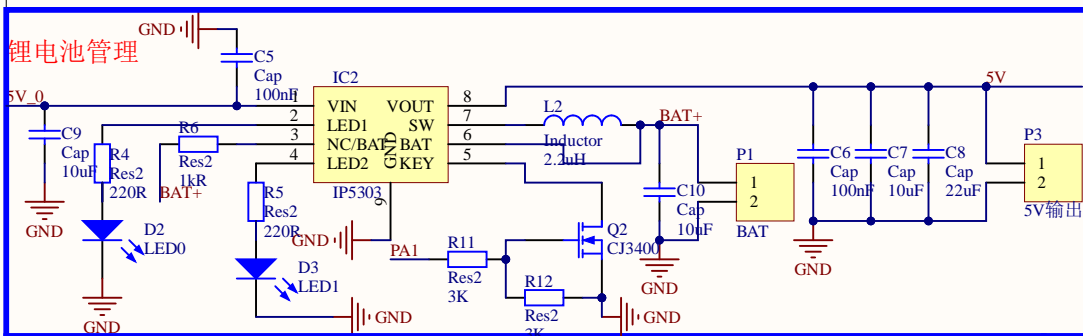 锂电池管理
GND
C5
Cap
100nF
5V_0
C9
Cap
10uF
GND
R4
Res2
220R
R6
Res2
1kR
BAT+
D2
LED0
GND
IC2
1
2
3
4
VIN
LED1
NC/BAT
LED2
GND
VOUT
SW
BAT
KEY
8
7
6
5
9
IP5303
R5
Res2
220R
GND
D3
LED1
GND
L2
Inductor
2.2uH
BAT+
PA1
R11
Res2
3K
R12
Res2
3K
Q2
CJ3400
GND
C10
Cap
10uF
GND
P1
1
2
BAT
5V
C6
Cap
100nF
C7
Cap
10uF
C8
Cap
22uF
GND
P3
1
2
5V输出